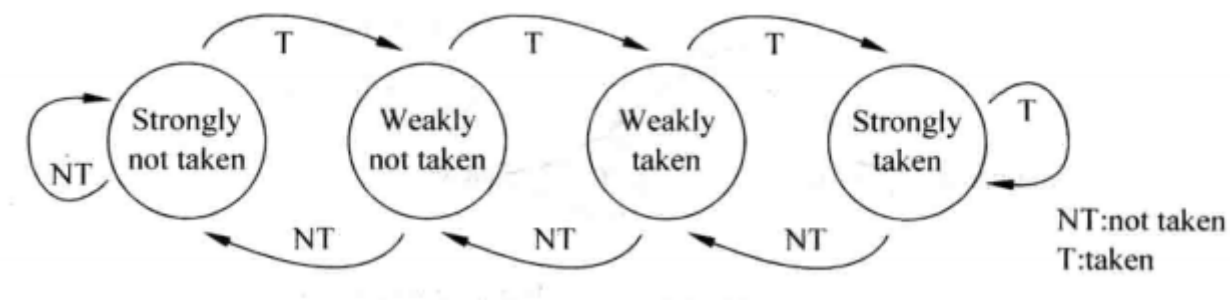 T
T
T
Strongly
not taken
Weakly
not taken
Weakly
taken
Strongly
taken
T
NT
NT
NT
NT
NT:not taken
T:taken